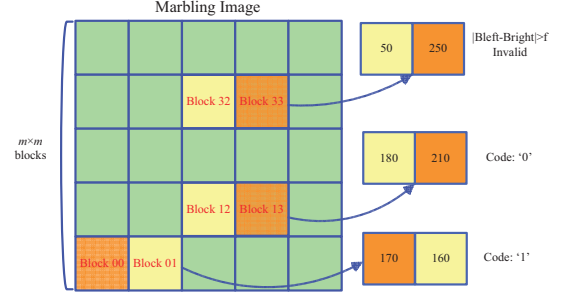 Marbling Image
50 250
|Bleft-Bright|>f
Invalid
Block 32 Block 33
m×m
blocks
180 210
Code: ‘0’
Block 12 Block 13
Block 00 Block 01
170 160
Code: ‘1’